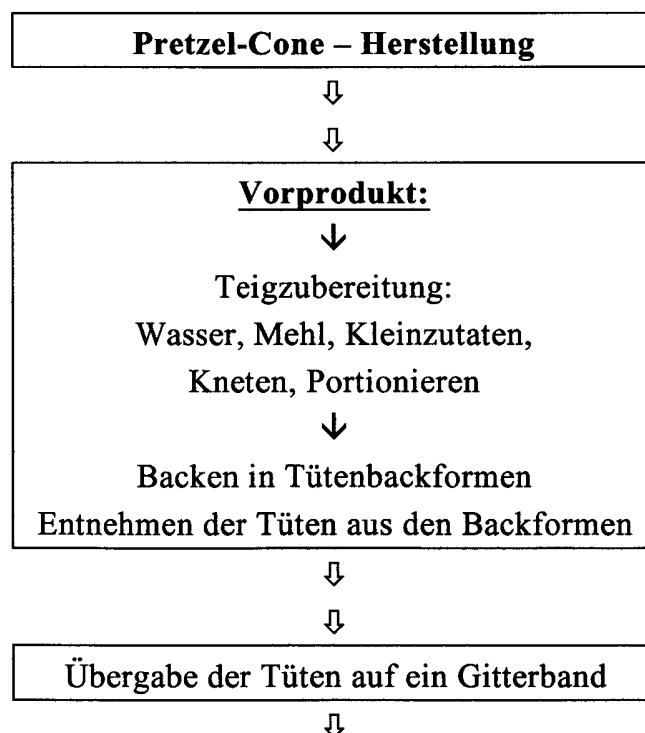 Pretzel-Cone – Herstellung
⇩
⇩
Vorprodukt:
↓
Teigzubereitung:
Wasser, Mehl, Kleinzutaten,
Kneten, Portionieren
↓
Backen in Tütenbackformen
Entnehmen der Tüten aus den Backformen
⇩
⇩
Übergabe der Tüten auf ein Gitterband
⇩